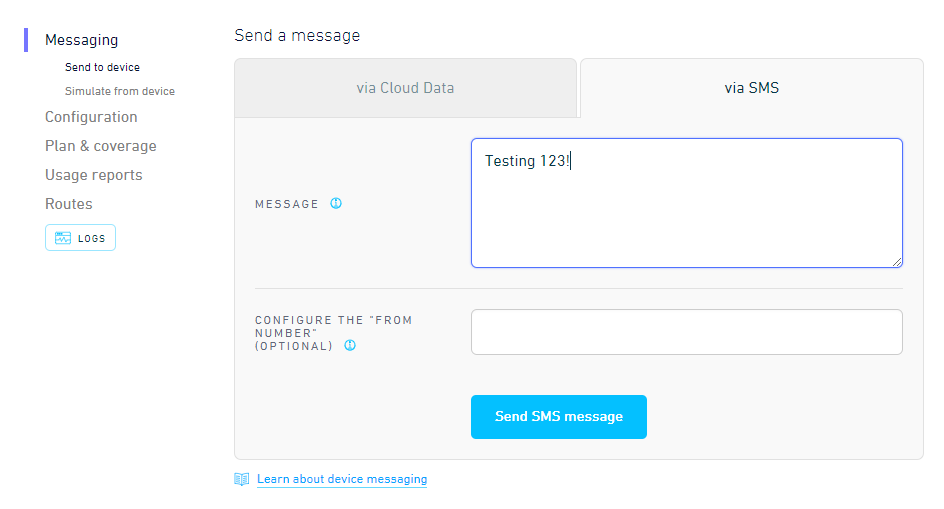 Messaging
Send to device
Simulate from device
Configuration
Plan & coverage
Usage reports
Routes
LOGS
Send a message
via Cloud Data
via SMS
MESSAGE
Testing 123!
CONFIGURE THE "FROM
NUMBER"
(OPTIONAL)
Send SMS message
Learn about device messaging